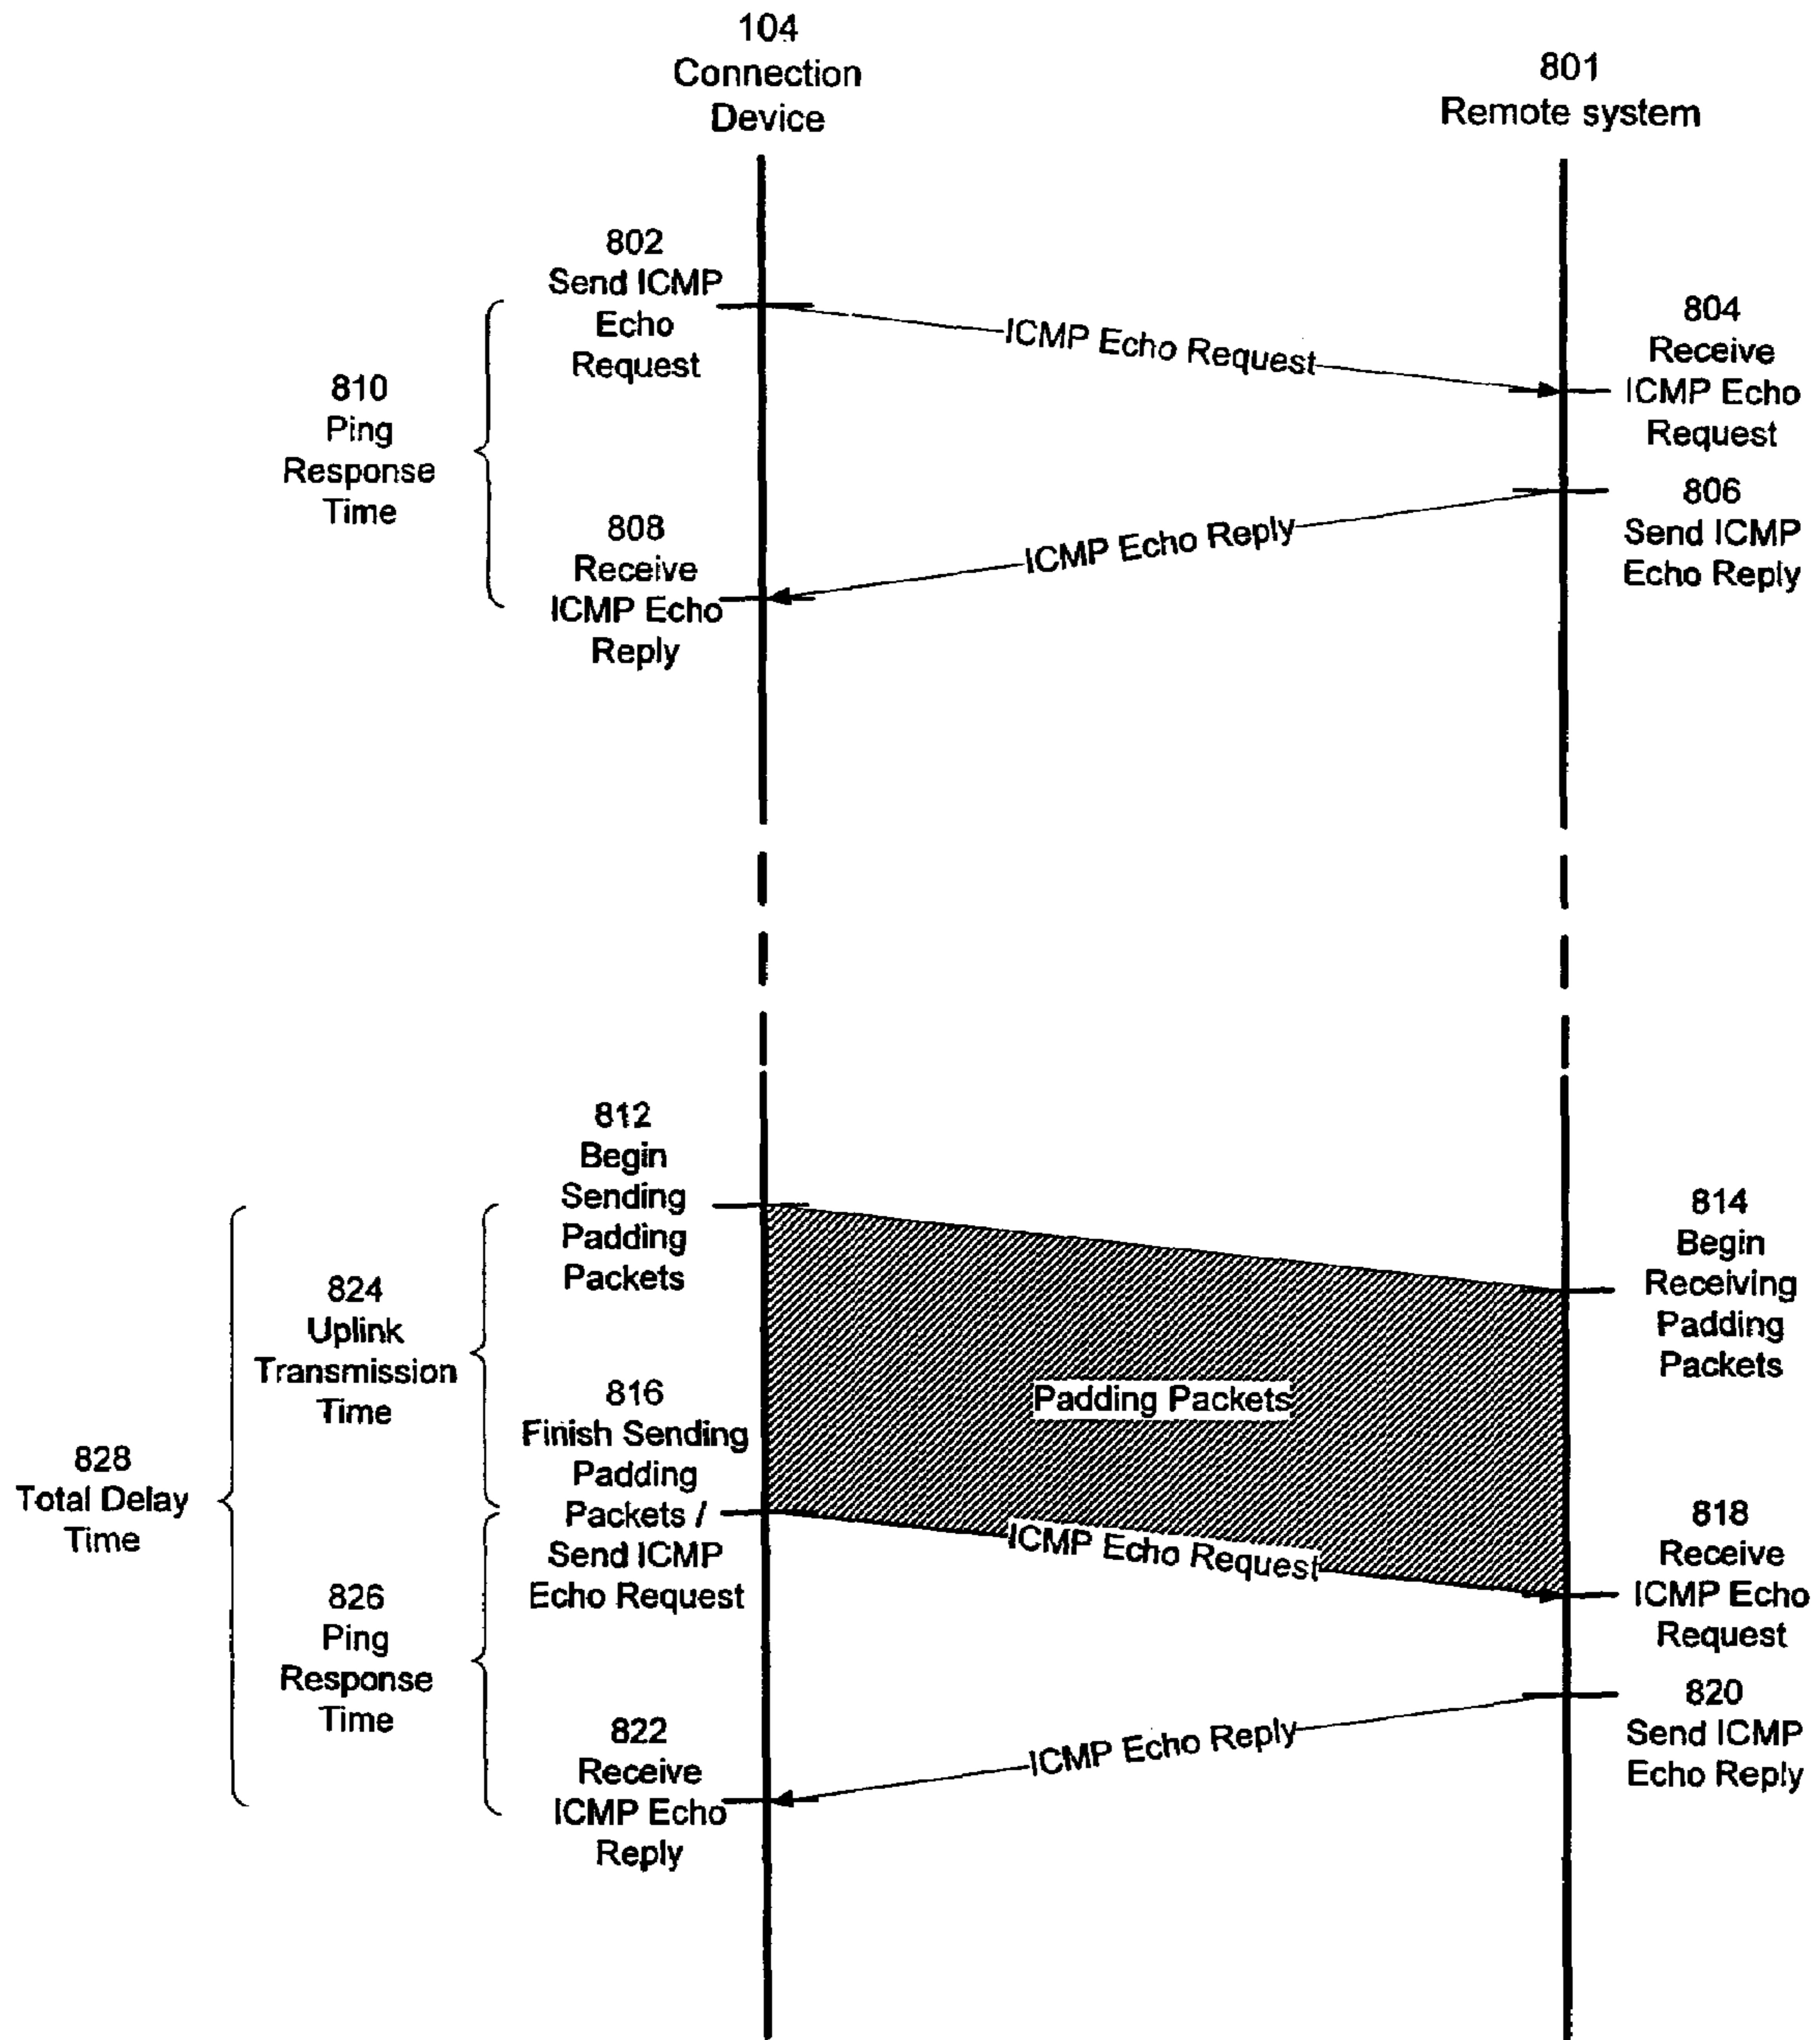 104
Connection
Device
801
Remote system
802
Send ICMP
Echo
Request
ICMP Echo Request
804
Receive
ICMP Echo
Request
810
Ping
Response
Time
806
Send ICMP
Echo Reply
ICMP Echo Reply
808
Receive
ICMP Echo
Reply
812
Begin
Sending
Padding
Packets
814
Begin
Receiving
Padding
Packets
824
Uplink
Transmission
Time
Padding Packets
816
Finish Sending
Padding
Packets /
Send ICMP
Echo Request
828
Total Delay
Time
ICMP Echo Request
818
Receive
ICMP Echo
Request
826
Ping
Response
Time
820
Send ICMP
Echo Reply
ICMP Echo Reply
822
Receive
ICMP Echo
Reply